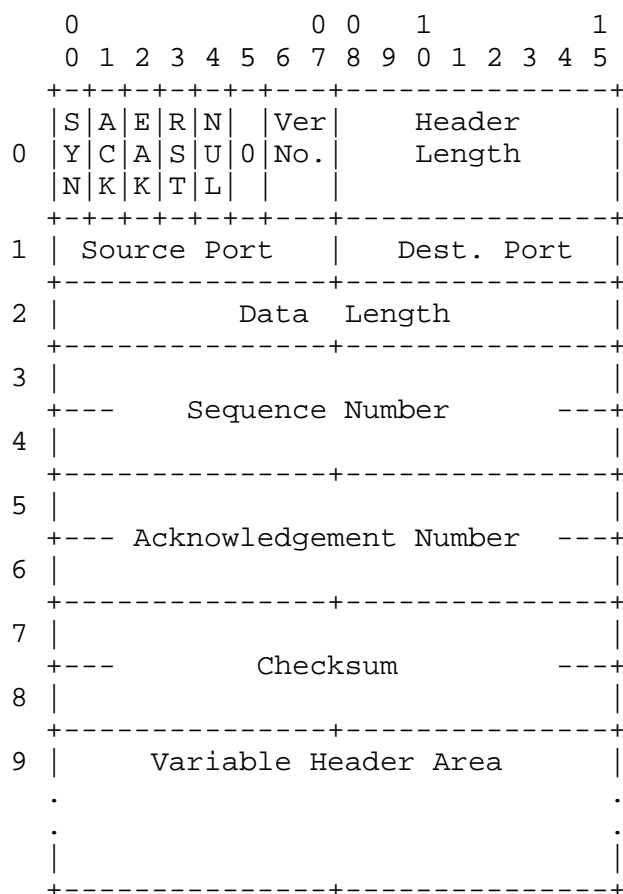 0 0 0 1 1
0 1 2 3 4 5 6 7 8 9 0 1 2 3 4 5
+-+-+-+-+-+-+---+---------------+
|S|A|E|R|N| |Ver| Header |
0 |Y|C|A|S|U|0|No.| Length |
|N|K|K|T|L| | | |
+-+-+-+-+-+-+---+---------------+
1 | Source Port | Dest. Port |
+---------------+---------------+
2 | Data Length |
+---------------+---------------+
3 | |
+--- Sequence Number ---+
4 | |
+---------------+---------------+
5 | |
+--- Acknowledgement Number ---+
6 | |
+---------------+---------------+
7 | |
+--- Checksum ---+
8 | |
+---------------+---------------+
9 | Variable Header Area |
. .
. .
| |
+---------------+---------------+